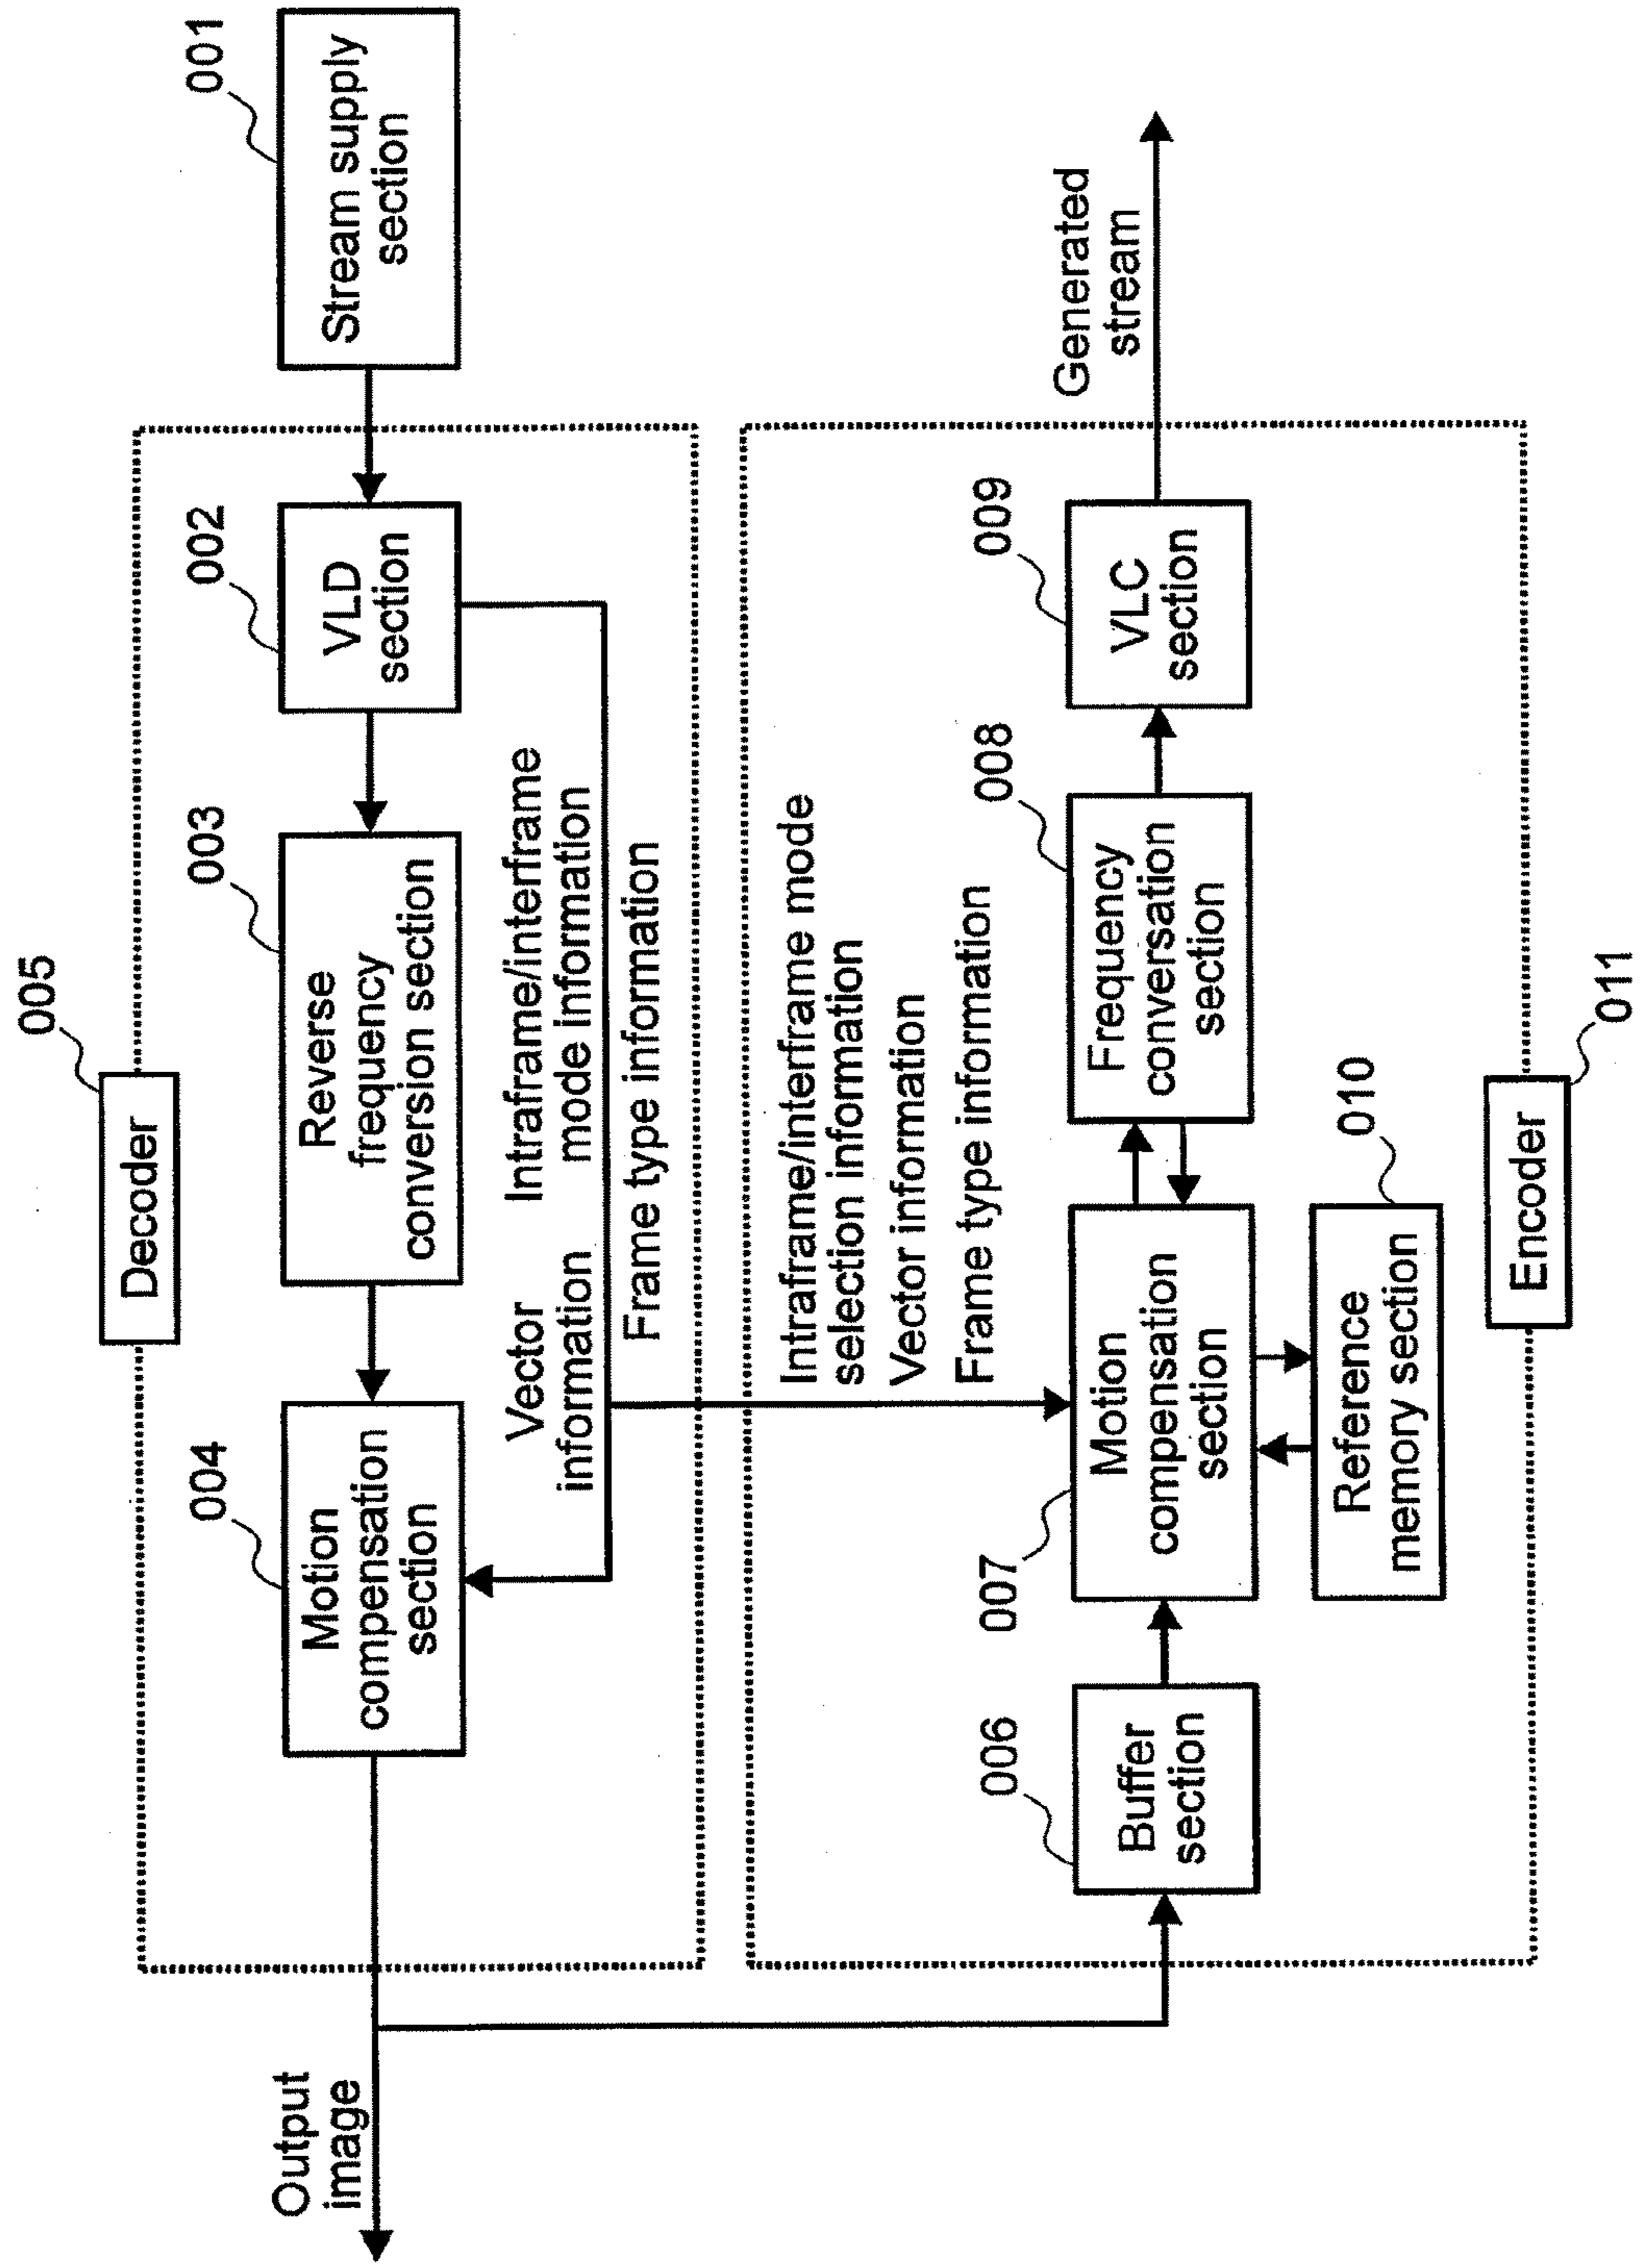 001
Stream supply
section
002
VLD
section
003
Reverse
frequency
conversion section
004
Motion
compensation
section
005
Decoder
Output
image
Vector
information
Intraframe/interframe
mode information
Frame type information
Intraframe/interframe mode
selection information
Vector information
Frame type information
006
Buffer
section
007
Motion
compensation
section
008
Frequency
conversation
section
009
VLC
section
Generated
stream
010
Reference
memory section
Encoder
011